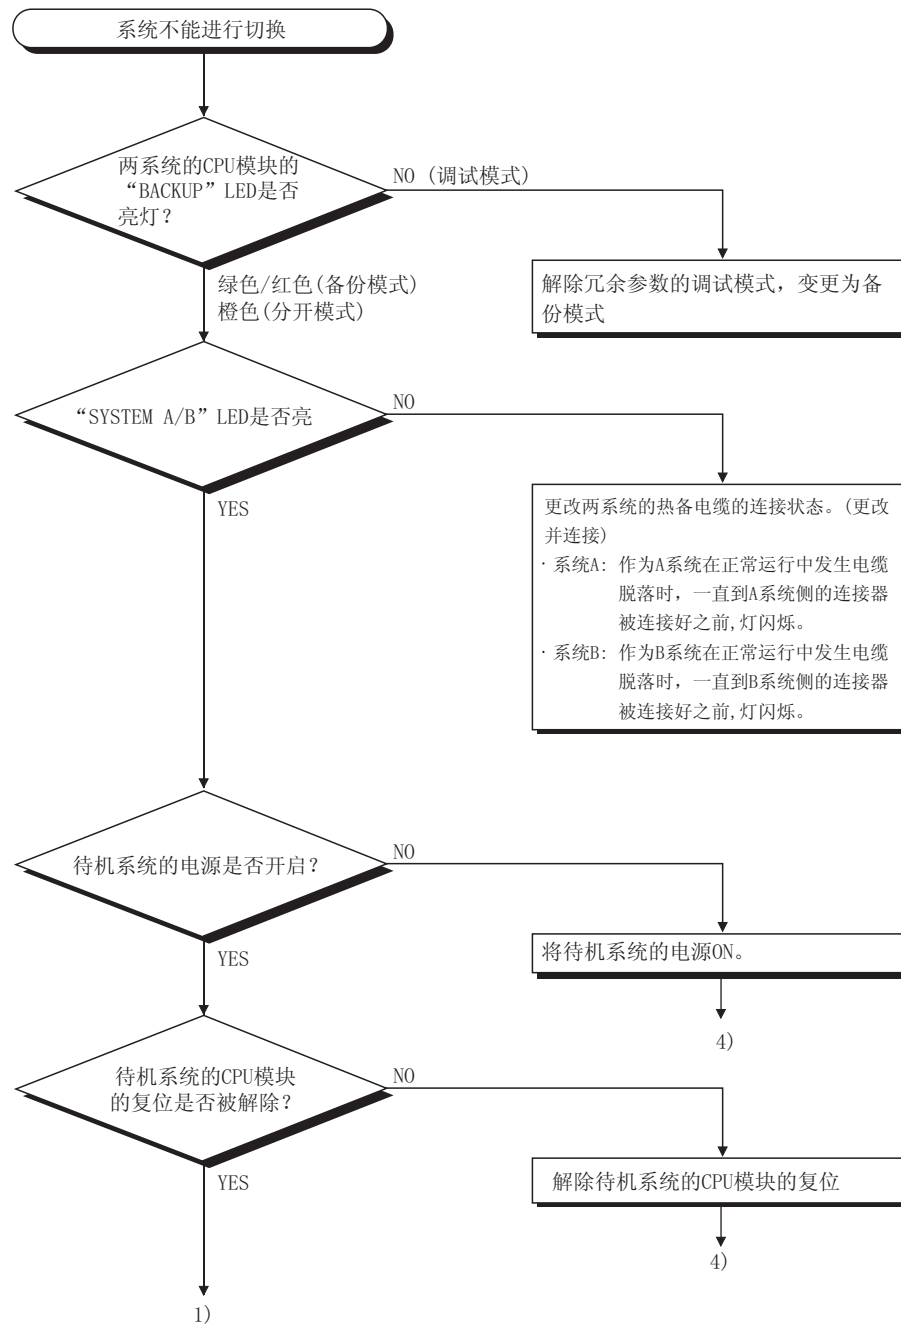 系统不能进行切换
两系统的CPU模块的
“BACKUP”LED是否
亮灯？
NO (调试模式)
绿色/红色(备份模式)
橙色(分开模式)
解除冗余参数的调试模式，变更为备
份模式
“SYSTEM A/B”LED是否亮
NO
YES
更改两系统的热备电缆的连接状态。(更改
并连接)
·系统A: 作为A系统在正常运行中发生电缆
脱落时，一直到A系统侧的连接器
被连接好之前,灯闪烁。
·系统B: 作为B系统在正常运行中发生电缆
脱落时，一直到B系统侧的连接器
被连接好之前,灯闪烁。
待机系统的电源是否开启？
NO
YES
将待机系统的电源ON。
4)
待机系统的CPU模块
的复位是否被解除？
NO
YES
解除待机系统的CPU模块的复位
4)
1)